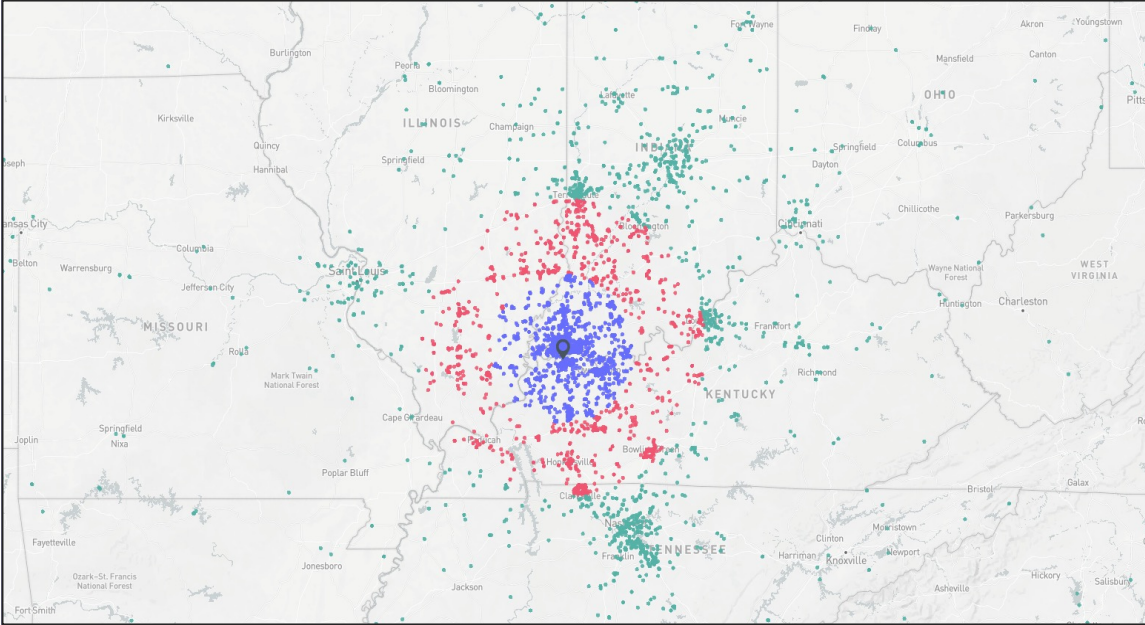 Fort Wayne
Findlay
Akron
Youngstown
Burlington
Mansfield
Canton
Peoria
Bloomington
Lafayette
OHIO
Pitts
Kirksville
ILLINOIS
Champaign
Muncie
Quincy
Springfield
Columbus
Springfield
Dayton
Hannibal
oseph
Chillicothe
Parkersburg
ansas City
Bloomington
Cincinnati
Columbia
Belton
Warrensburg
Saint Louis
Wayne National
Forest
WEST
VIRGINIA
Jefferson City
Huntington
Charleston
MISSOURI
Frankfort
Rolla
Mark Twain
National Forest
Richmond
KENTUCKY
Cape Girardeau
Springfield
Nixa
Joplin
Paducah
Bowling Green
Poplar Bluff
Hopkinsville
Bristol
Galax
Clarksville
Morristown
Fayetteville
Clinton
Franklin
TENNESSEE
Harriman
Newport
Knoxville
Jonesboro
Ozark-St. Francis
National Forest
Jackson
Asheville
Hickory
Salisbur
Fort Smith